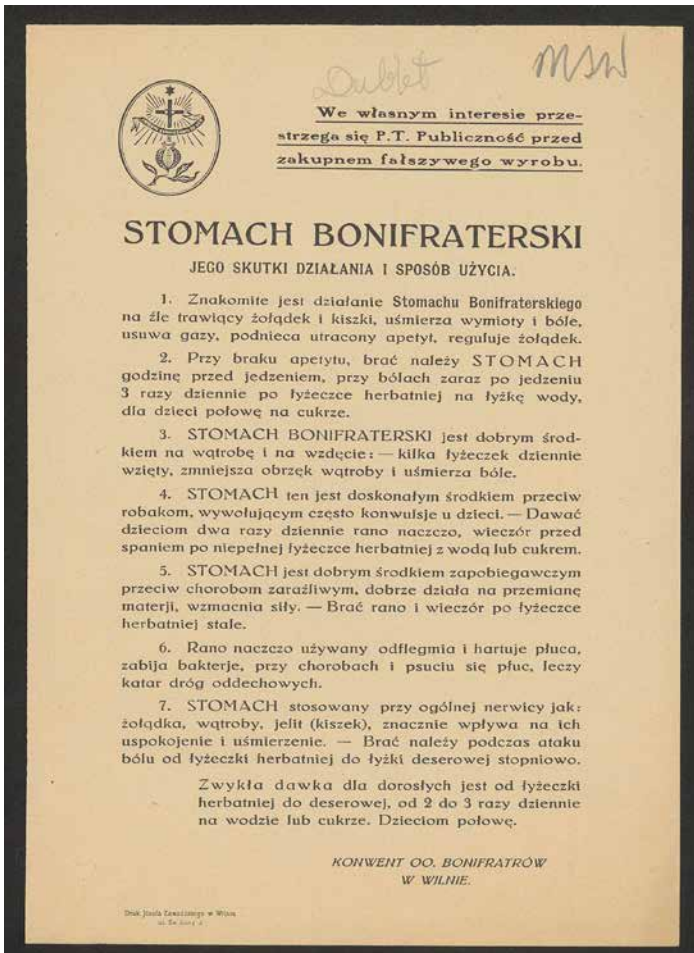 Dublet
MSW
We własnym interesie prze-
strzega się P.T. Publiczność przed
zakupnem fałszywego wyrobu.
STOMACH BONIFRATERSKI
JEGO SKUTKI DZIAŁANIA I SPOSÓB UŻYCIA.
1. Znakomite jest działanie Stomachu Bonifraterskiego
na źle trawiący żołądek i kiszki, uśmierza wymioty i bóle,
usuwa gazy, podnieca utracony apetyt, reguluje żołądek.
2. Przy braku apetytu, brać należy STOMACH
godzinę przed jedzeniem, przy bólach zaraz po jedzeniu
3 razy dziennie po łyżeczce herbatniej na łyżkę wody,
dla dzieci połowę na cukrze.
3. STOMACH BONIFRATERSKI jest dobrym środ-
kiem na wątrobę i na wzdęcie: — kilka łyżeczek dziennie
wzięty, zmniejsza obrzęk wątroby i uśmierza bóle.
4. STOMACH ten jest doskonałym środkiem przeciw
robakom, wywołującym często konwulsje u dzieci. — Dawać
dzieciom dwa razy dziennie rano naczczo, wieczór przed
spaniem po niepełnej łyżeczce herbatniej z wodą lub cukrem.
5. STOMACH jest dobrym środkiem zapobiegawczym
przeciw chorobom zaraźliwym, dobrze działa na przemianę
materji, wzmacnia siły. — Brać rano i wieczór po łyżeczce
herbatniej stale.
6. Rano naczczo używany odflegmia i hartuje płuca,
zabija bakterje, przy chorobach i psuciu się płuc, leczy
katar dróg oddechowych.
7. STOMACH stosowany przy ogólnej nerwicy jak:
żołądka, wątroby, jelit (kiszek), znacznie wpływa na ich
uspokojenie i uśmierzenie. — Brać należy podczas ataku
bólu od łyżeczki herbatniej do łyżki deserowej stopniowo.
Zwykła dawka dla dorosłych jest od łyżeczki
herbatniej do deserowej, od 2 do 3 razy dziennie
na wodzie lub cukrze. Dzieciom połowę.
KONWENT OO. BONIFRATRÓW
W WILNIE.
Druk Józefa Zawadzkiego w Wilnie